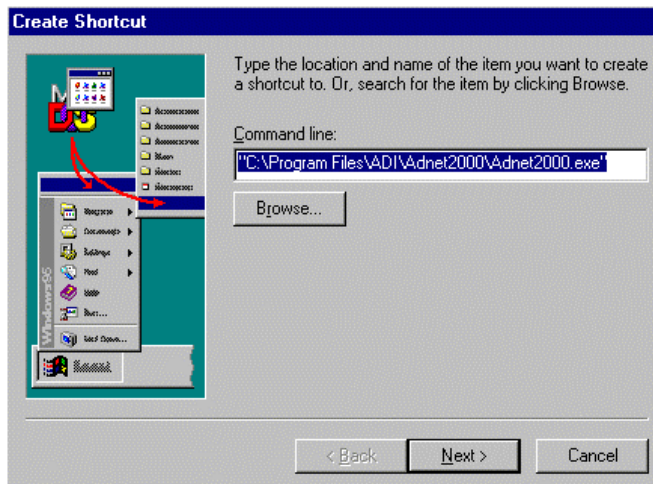 Create Shortcut
Type the location and name of the item you want to create
a shortcut to. Or, search for the item by clicking Browse.
Command line:
"C:\Program Files\ADI\Adnet2000\Adnet2000.exe"
Browse...
Windows95
< Back
Next >
Cancel